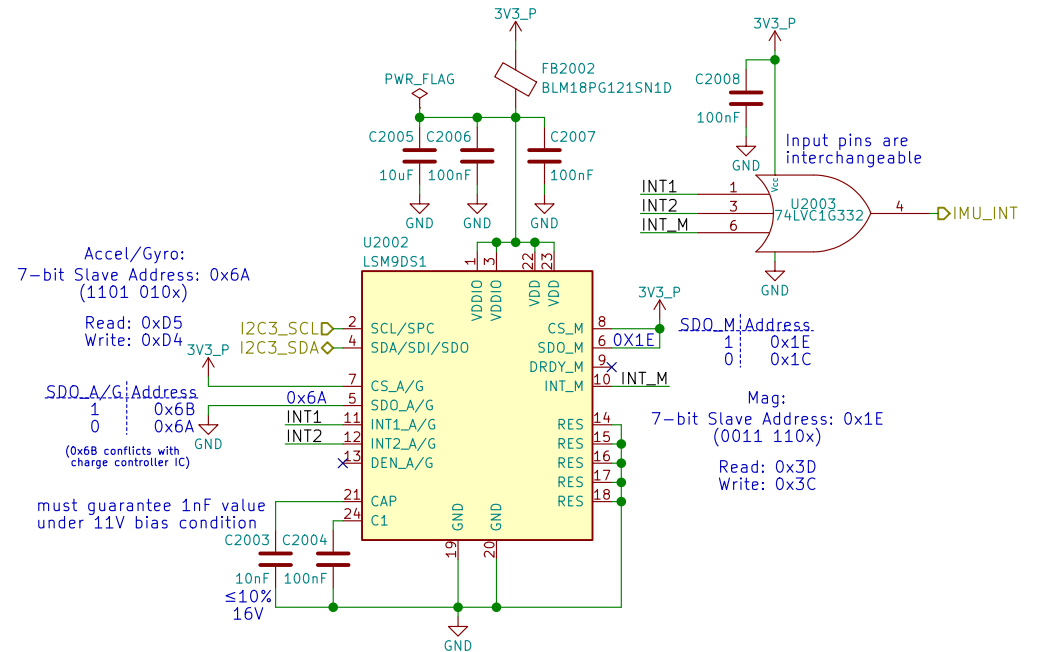 3V3_P
FB2002
BLM18PG121SN1D
PWR_FLAG
C2005
10uF
GND
C2006
100nF
GND
C2007
100nF
GND
3V3_P
C2008
100nF
GND
Input pins are
interchangeable
INT1
1
INT2
3
INT_M
6
Vcc
U2003
74LVC1G332
4
IMU_INT
GND
Accel/Gyro:
7-bit Slave Address: 0x6A
(1101 010x)
Read: 0xD5
Write: 0xD4
U2002
LSM9DS1
1
3
22
23
VDDIO
VDDIO
VDD
VDD
I2C3_SCL
2
SCL/SPC
I2C3_SDA
4
SDA/SDI/SDO
3V3_P
7
CS_A/G
0x6A
5
SDO_A/G
GND
INT1
11
INT1_A/G
INT2
12
INT2_A/G
13
DEN_A/G
21
CAP
24
C1
CS_M
8
SDO_M
6
0X1E
DRDY_M
9
INT_M
10
INT_M
3V3_P
RES
14
RES
15
RES
16
RES
17
RES
18
GND
19
GND
20
SDO_A/G Address
1 0x6B
0 0x6A
(0x6B conflicts with
charge controller IC)
SDO_M Address
1 0x1E
0 0x1C
Mag:
7-bit Slave Address: 0x1E
(0011 110x)
Read: 0x3D
Write: 0x3C
must guarantee 1nF value
under 11V bias condition
C2003
10nF
≤10%
16V
C2004
100nF
GND